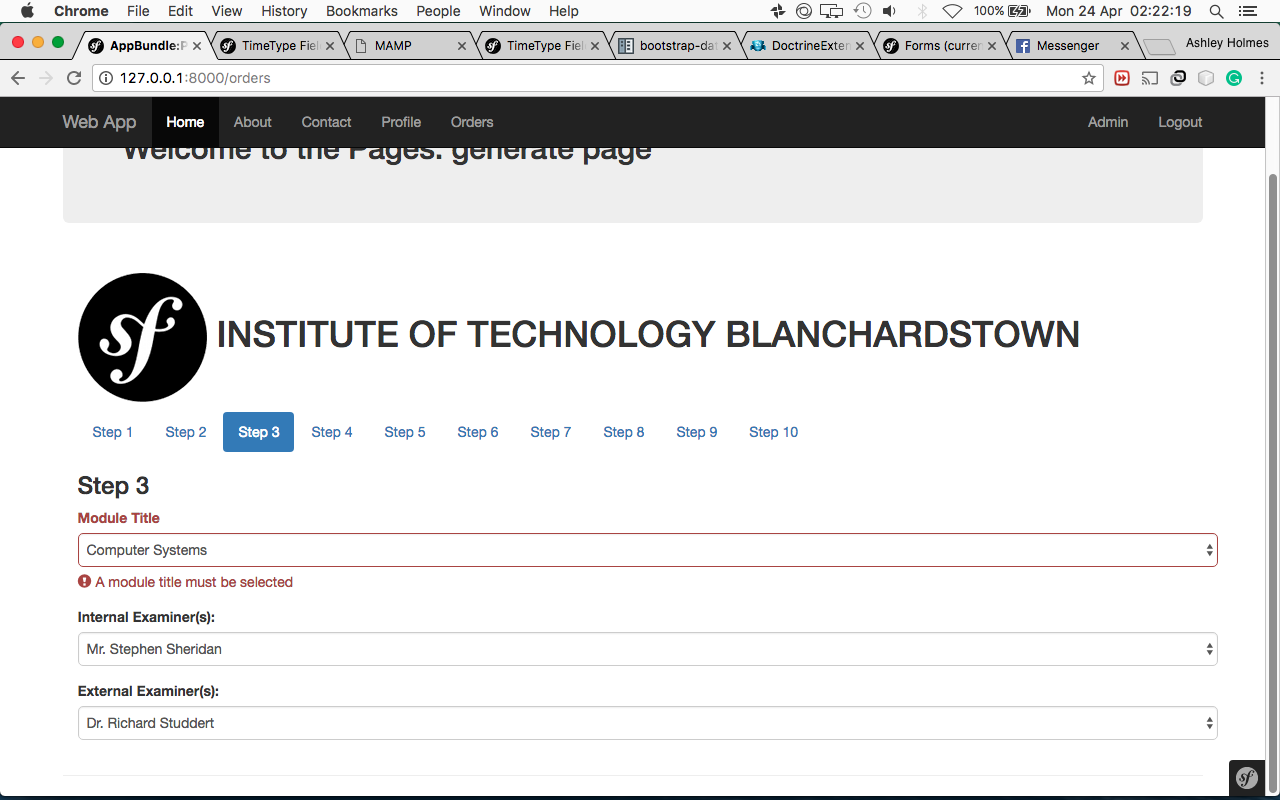 Chrome File Edit View History Bookmarks People Window Help 100% Mon 24 Apr 02:22:19
AppBundle:P TimeType Fiel MAMP TimeType Fiel bootstrap-dat DoctrineExten Forms (curren Messenger Ashley Holmes
127.0.0.1:8000/orders
Web App Home About Contact Profile Orders Admin Logout
Welcome to the Pages: generate page
sf INSTITUTE OF TECHNOLOGY BLANCHARDSTOWN
Step 1 Step 2 Step 3 Step 4 Step 5 Step 6 Step 7 Step 8 Step 9 Step 10
Step 3
Module Title
Computer Systems
A module title must be selected
Internal Examiner(s):
Mr. Stephen Sheridan
External Examiner(s):
Dr. Richard Studdert
sf